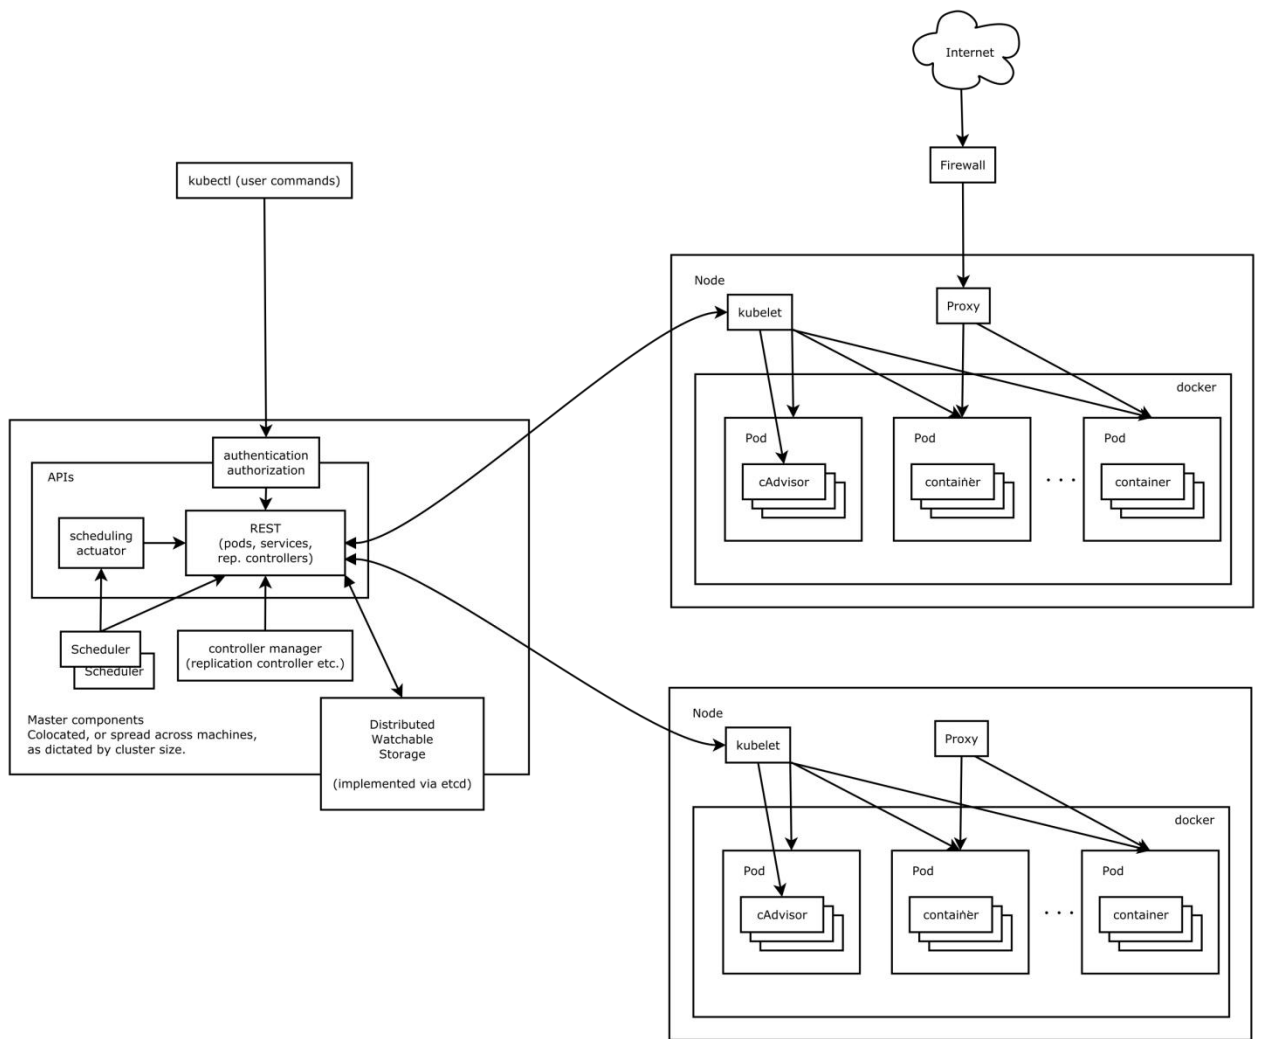 Internet
Firewall
kubectl (user commands)
Node
kubelet
Proxy
docker
Pod
cAdvisor
Pod
container
. . .
Pod
container
authentication
authorization
APIs
REST
(pods, services,
rep. controllers)
scheduling
actuator
Scheduler
Scheduler
controller manager
(replication controller etc.)
Master components
Colocated, or spread across machines,
as dictated by cluster size.
Distributed
Watchable
Storage
(implemented via etcd)
Node
kubelet
Proxy
docker
Pod
cAdvisor
Pod
container
. . .
Pod
container